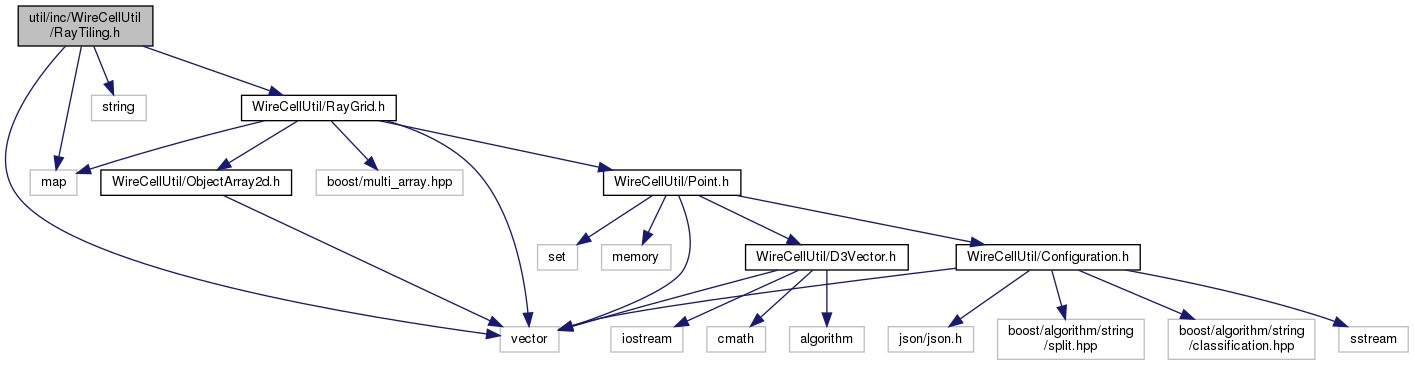 util/inc/WireCellUtil
/RayTiling.h
string
WireCellUtil/RayGrid.h
map
WireCellUtil/ObjectArray2d.h
boost/multi_array.hpp
WireCellUtil/Point.h
set
memory
WireCellUtil/D3Vector.h
WireCellUtil/Configuration.h
vector
iostream
cmath
algorithm
json/json.h
boost/algorithm/string
/split.hpp
boost/algorithm/string
/classification.hpp
sstream